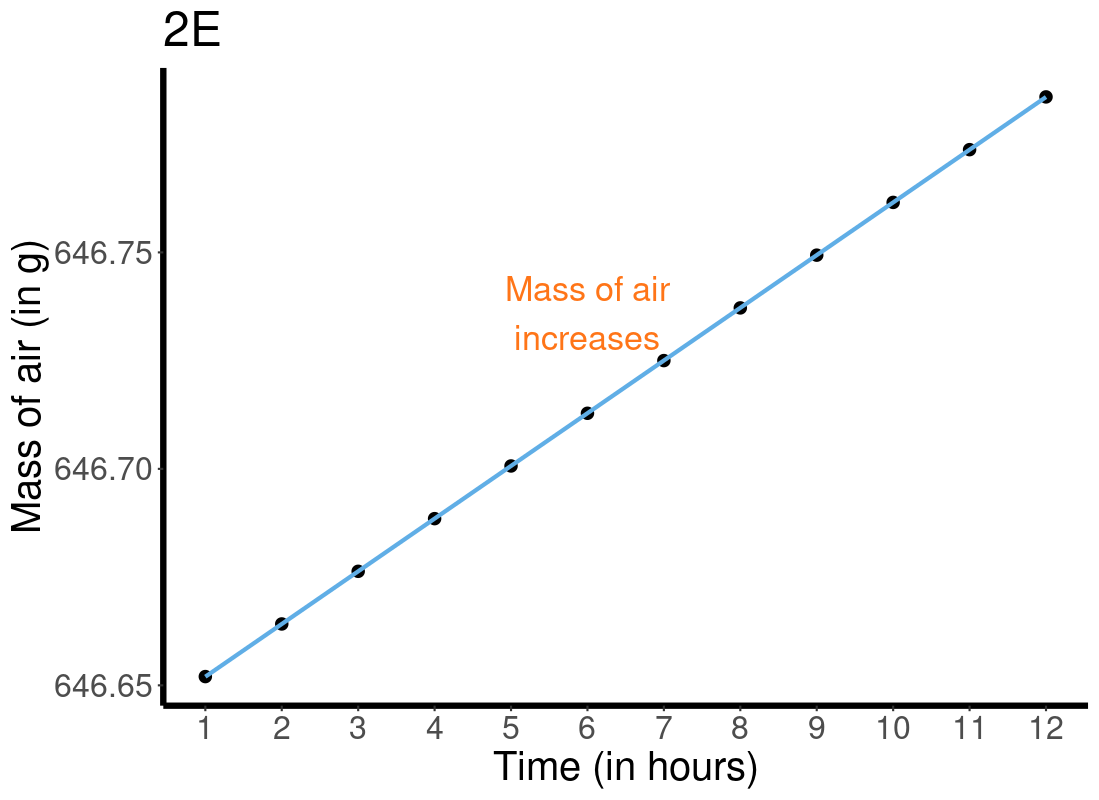 2E
Mass of air (in g)
646.75
646.70
646.65
Mass of air
increases
1 2 3 4 5 6 7 8 9 10 11 12
Time (in hours)